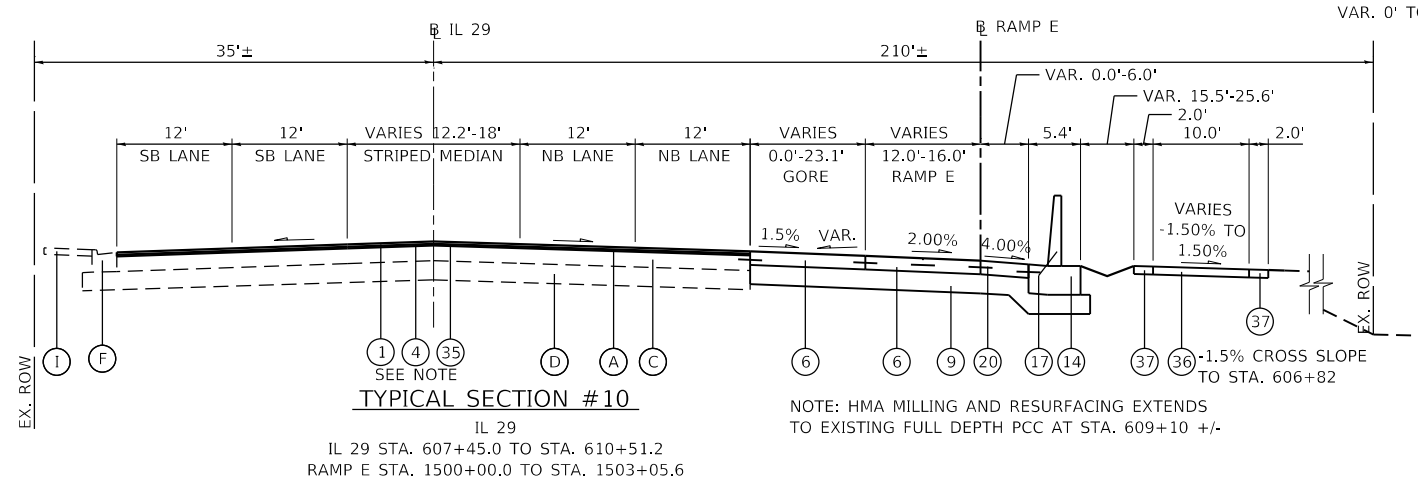 VAR. 0' TO
℄ IL 29
℄ RAMP E
35'±
210'±
VAR. 0.0'-6.0'
VAR. 15.5'-25.6'
2.0'
12'
12'
VARIES 12.2'-18'
12'
12'
VARIES
VARIES
5.4'
10.0'
2.0'
SB LANE
SB LANE
STRIPED MEDIAN
NB LANE
NB LANE
0.0'-23.1'
12.0'-16.0'
GORE
RAMP E
VARIES
-1.50% TO
1.50%
1.5%
VAR.
2.00%
4.00%
37
I
F
1
4
35
D
A
C
6
6
9
20
17
14
37
36
-1.5% CROSS SLOPE
TO STA. 606+82
SEE NOTE
EX. ROW
EX. ROW
TYPICAL SECTION #10
IL 29
IL 29 STA. 607+45.0 TO STA. 610+51.2
RAMP E STA. 1500+00.0 TO STA. 1503+05.6
NOTE: HMA MILLING AND RESURFACING EXTENDS
TO EXISTING FULL DEPTH PCC AT STA. 609+10 +/-